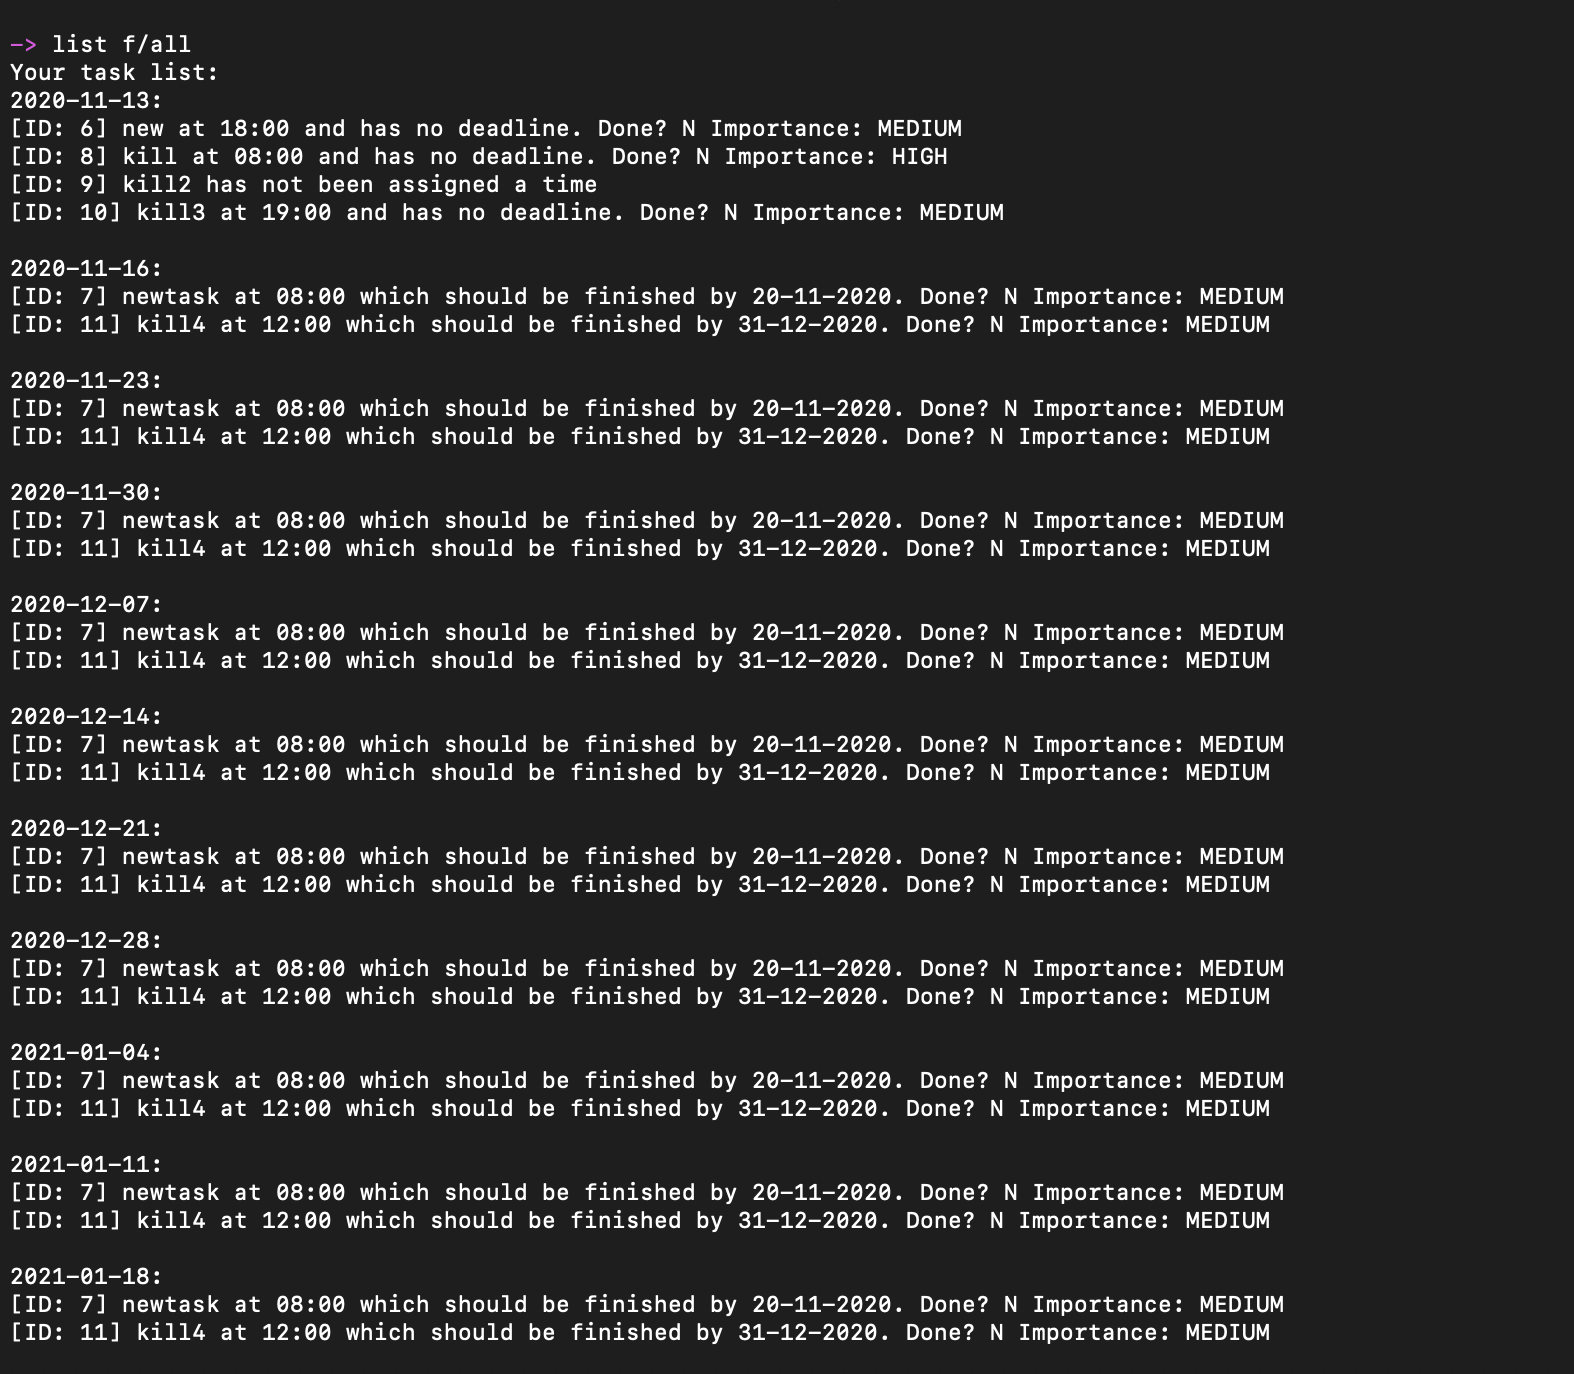 -> list f/all
Your task list:
2020-11-13:
[ID: 6] new at 18:00 and has no deadline. Done? N Importance: MEDIUM
[ID: 8] kill at 08:00 and has no deadline. Done? N Importance: HIGH
[ID: 9] kill2 has not been assigned a time
[ID: 10] kill3 at 19:00 and has no deadline. Done? N Importance: MEDIUM

2020-11-16:
[ID: 7] newtask at 08:00 which should be finished by 20-11-2020. Done? N Importance: MEDIUM
[ID: 11] kill4 at 12:00 which should be finished by 31-12-2020. Done? N Importance: MEDIUM

2020-11-23:
[ID: 7] newtask at 08:00 which should be finished by 20-11-2020. Done? N Importance: MEDIUM
[ID: 11] kill4 at 12:00 which should be finished by 31-12-2020. Done? N Importance: MEDIUM

2020-11-30:
[ID: 7] newtask at 08:00 which should be finished by 20-11-2020. Done? N Importance: MEDIUM
[ID: 11] kill4 at 12:00 which should be finished by 31-12-2020. Done? N Importance: MEDIUM

2020-12-07:
[ID: 7] newtask at 08:00 which should be finished by 20-11-2020. Done? N Importance: MEDIUM
[ID: 11] kill4 at 12:00 which should be finished by 31-12-2020. Done? N Importance: MEDIUM

2020-12-14:
[ID: 7] newtask at 08:00 which should be finished by 20-11-2020. Done? N Importance: MEDIUM
[ID: 11] kill4 at 12:00 which should be finished by 31-12-2020. Done? N Importance: MEDIUM

2020-12-21:
[ID: 7] newtask at 08:00 which should be finished by 20-11-2020. Done? N Importance: MEDIUM
[ID: 11] kill4 at 12:00 which should be finished by 31-12-2020. Done? N Importance: MEDIUM

2020-12-28:
[ID: 7] newtask at 08:00 which should be finished by 20-11-2020. Done? N Importance: MEDIUM
[ID: 11] kill4 at 12:00 which should be finished by 31-12-2020. Done? N Importance: MEDIUM

2021-01-04:
[ID: 7] newtask at 08:00 which should be finished by 20-11-2020. Done? N Importance: MEDIUM
[ID: 11] kill4 at 12:00 which should be finished by 31-12-2020. Done? N Importance: MEDIUM

2021-01-11:
[ID: 7] newtask at 08:00 which should be finished by 20-11-2020. Done? N Importance: MEDIUM
[ID: 11] kill4 at 12:00 which should be finished by 31-12-2020. Done? N Importance: MEDIUM

2021-01-18:
[ID: 7] newtask at 08:00 which should be finished by 20-11-2020. Done? N Importance: MEDIUM
[ID: 11] kill4 at 12:00 which should be finished by 31-12-2020. Done? N Importance: MEDIUM